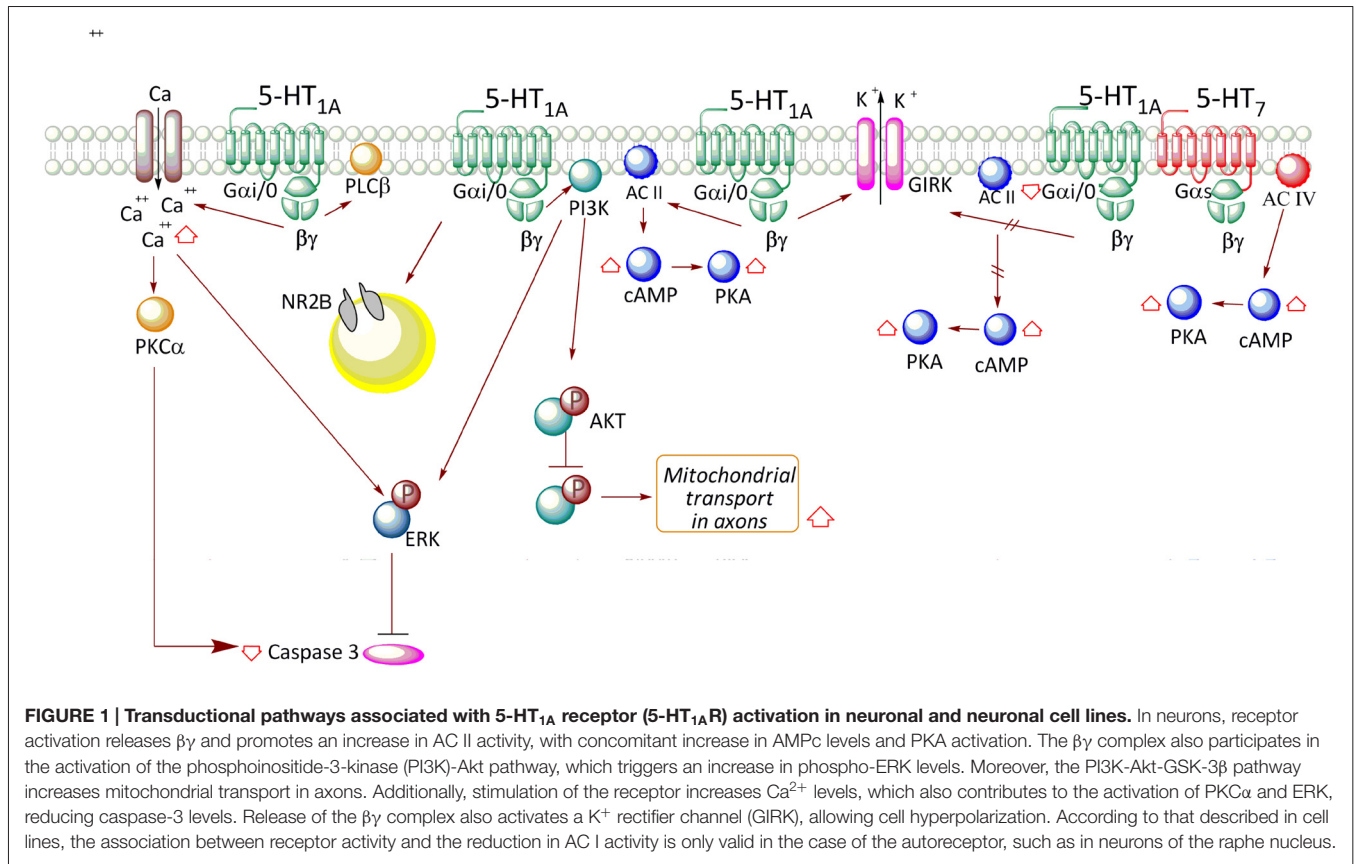 ++
Ca
5-HT1A
5-HT1A
K+
K+
5-HT1A
5-HT1A
5-HT7
Gαi/0
PLCβ
Gαi/0
PI3K
AC II
Gαi/0
GIRK
AC II
Gαi/0
Gαs
AC IV
++
Ca
Ca++
Ca++
βγ
βγ
βγ
βγ
βγ
NR2B
cAMP
PKA
PKCα
PKA
cAMP
PKA
cAMP
P
AKT
P
Mitochondrial
transport
in axons
P
ERK
Caspase 3
FIGURE 1 | Transductional pathways associated with 5-HT1A receptor (5-HT1AR) activation in neuronal and neuronal cell lines. In neurons, receptor
activation releases βγ and promotes an increase in AC II activity, with concomitant increase in AMPc levels and PKA activation. The βγ complex also participates in
the activation of the phosphoinositide-3-kinase (PI3K)-Akt pathway, which triggers an increase in phospho-ERK levels. Moreover, the PI3K-Akt-GSK-3β pathway
increases mitochondrial transport in axons. Additionally, stimulation of the receptor increases Ca2+ levels, which also contributes to the activation of PKCα and ERK,
reducing caspase-3 levels. Release of the βγ complex also activates a K+ rectifier channel (GIRK), allowing cell hyperpolarization. According to that described in cell
lines, the association between receptor activity and the reduction in AC I activity is only valid in the case of the autoreceptor, such as in neurons of the raphe nucleus.